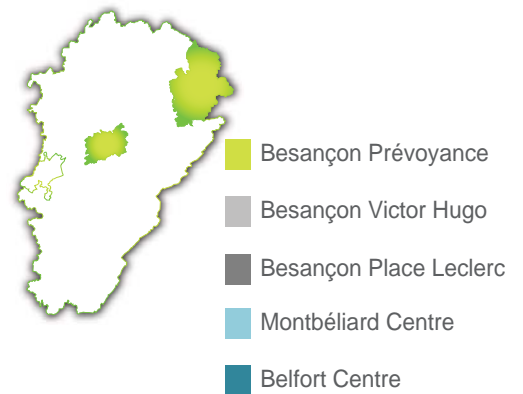 Besançon Prévoyance
Besançon Victor Hugo
Besançon Place Leclerc
Montbéliard Centre
Belfort Centre